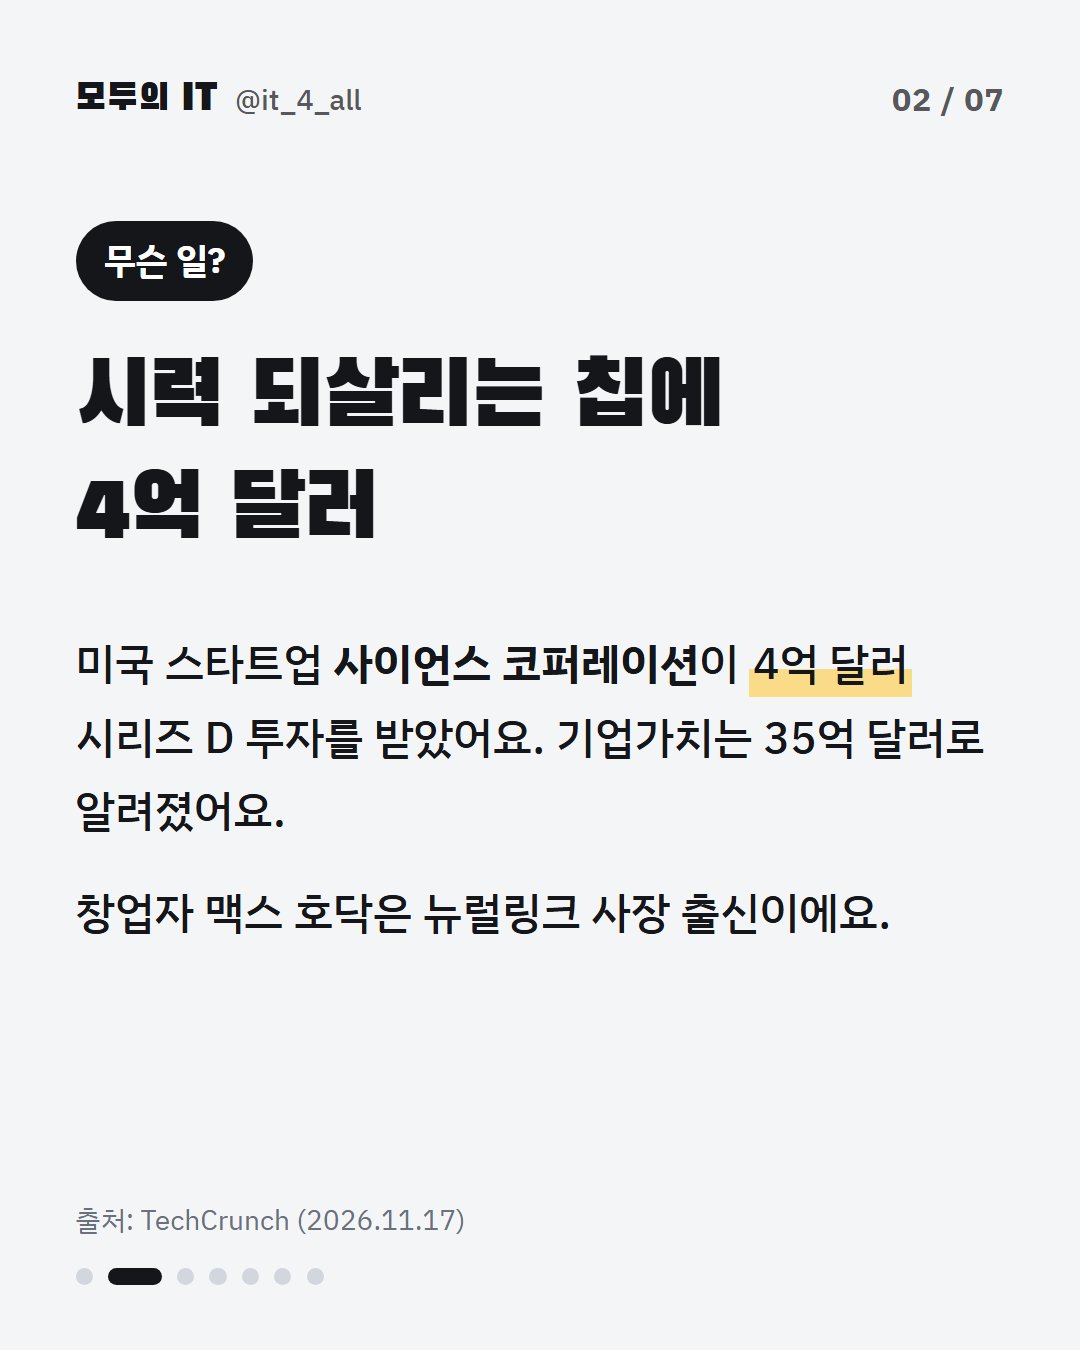 모두의 IT @it_4_all 02 / 07
무슨 일?
시력 되살리는 칩에
4억 달러
미국 스타트업 사이언스 코퍼레이션이 4억 달러
시리즈 D 투자를 받았어요. 기업가치는 35억 달러로
알려졌어요.
창업자 맥스 호닥은 뉴럴링크 사장 출신이에요.
출처: TechCrunch (2026.11.17)